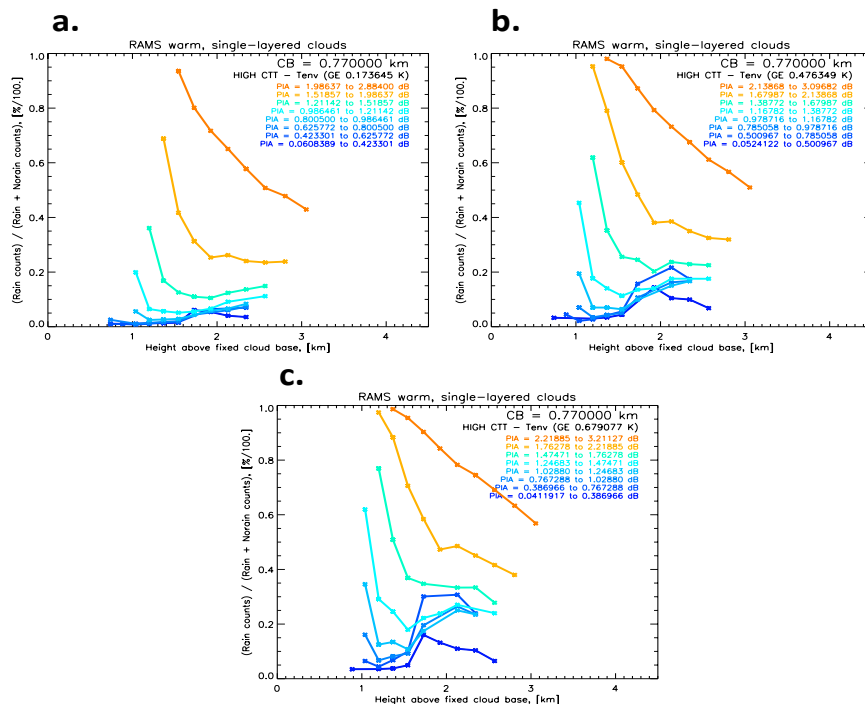 a.
RAMS warm, single-layered clouds
CB = 0.770000 km
HIGH CTT - Tenv (GE 0.173645 K)
PIA = 1.98637 to 2.88400 dB
PIA = 1.51857 to 1.98637 dB
PIA = 1.21142 to 1.51857 dB
PIA = 0.986461 to 1.21142 dB
PIA = 0.800500 to 0.986461 dB
PIA = 0.625772 to 0.800500 dB
PIA = 0.423301 to 0.625772 dB
PIA = 0.0608389 to 0.423301 dB
(Rain counts) / (Rain + Norain counts), [%/100.]
1.0
0.8
0.6
0.4
0.2
0.0
0 1 2 3 4
Height above fixed cloud base, [km]
b.
RAMS warm, single-layered clouds
CB = 0.770000 km
HIGH CTT - Tenv (GE 0.476349 K)
PIA = 2.13868 to 3.09682 dB
PIA = 1.67987 to 2.13868 dB
PIA = 1.38772 to 1.67987 dB
PIA = 1.16782 to 1.38772 dB
PIA = 0.978716 to 1.16782 dB
PIA = 0.785058 to 0.978716 dB
PIA = 0.500967 to 0.785058 dB
PIA = 0.0524122 to 0.500967 dB
(Rain counts) / (Rain + Norain counts), [%/100.]
1.0
0.8
0.6
0.4
0.2
0.0
0 1 2 3 4
Height above fixed cloud base, [km]
c.
RAMS warm, single-layered clouds
CB = 0.770000 km
HIGH CTT - Tenv (GE 0.679077 K)
PIA = 2.21885 to 3.21127 dB
PIA = 1.76278 to 2.21885 dB
PIA = 1.47471 to 1.76278 dB
PIA = 1.24683 to 1.47471 dB
PIA = 1.02880 to 1.24683 dB
PIA = 0.767288 to 1.02880 dB
PIA = 0.386966 to 0.767288 dB
PIA = 0.0411917 to 0.386966 dB
(Rain counts) / (Rain + Norain counts), [%/100.]
1.0
0.8
0.6
0.4
0.2
0.0
0 1 2 3 4
Height above fixed cloud base, [km]